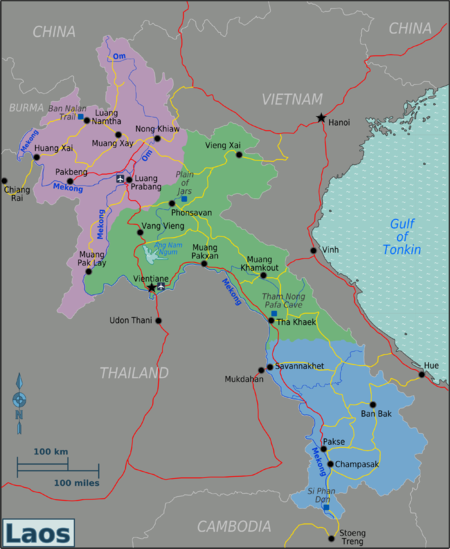 CHINA
CHINA
Om
BURMA
Ban Nalan
Trail
Luang
Namtha
VIETNAM
Hanoi
Mekong
Nong Khiaw
Muang Xay
Huang Xai
Om
Vieng Xai
Pakbeng
Mekong
Luang
Prabang
Chiang
Rai
Plain
of
Jars
Phonsavan
Mekong
Vang Vieng
Gulf
of
Tonkin
Ang Nam
Ngum
Muang
Pakxan
Vinh
Muang
Pak Lay
Muang
Khamkout
Vientiane
Mekong
Tham Nong
Pafa Cave
Udon Thani
Tha Khaek
THAILAND
Savannakhet
Hue
Mukdahan
Ban Bak
Pakse
Mekong
Champasak
100 km
100 miles
Si Phan
Don
Laos
CAMBODIA
Stoeng
Treng